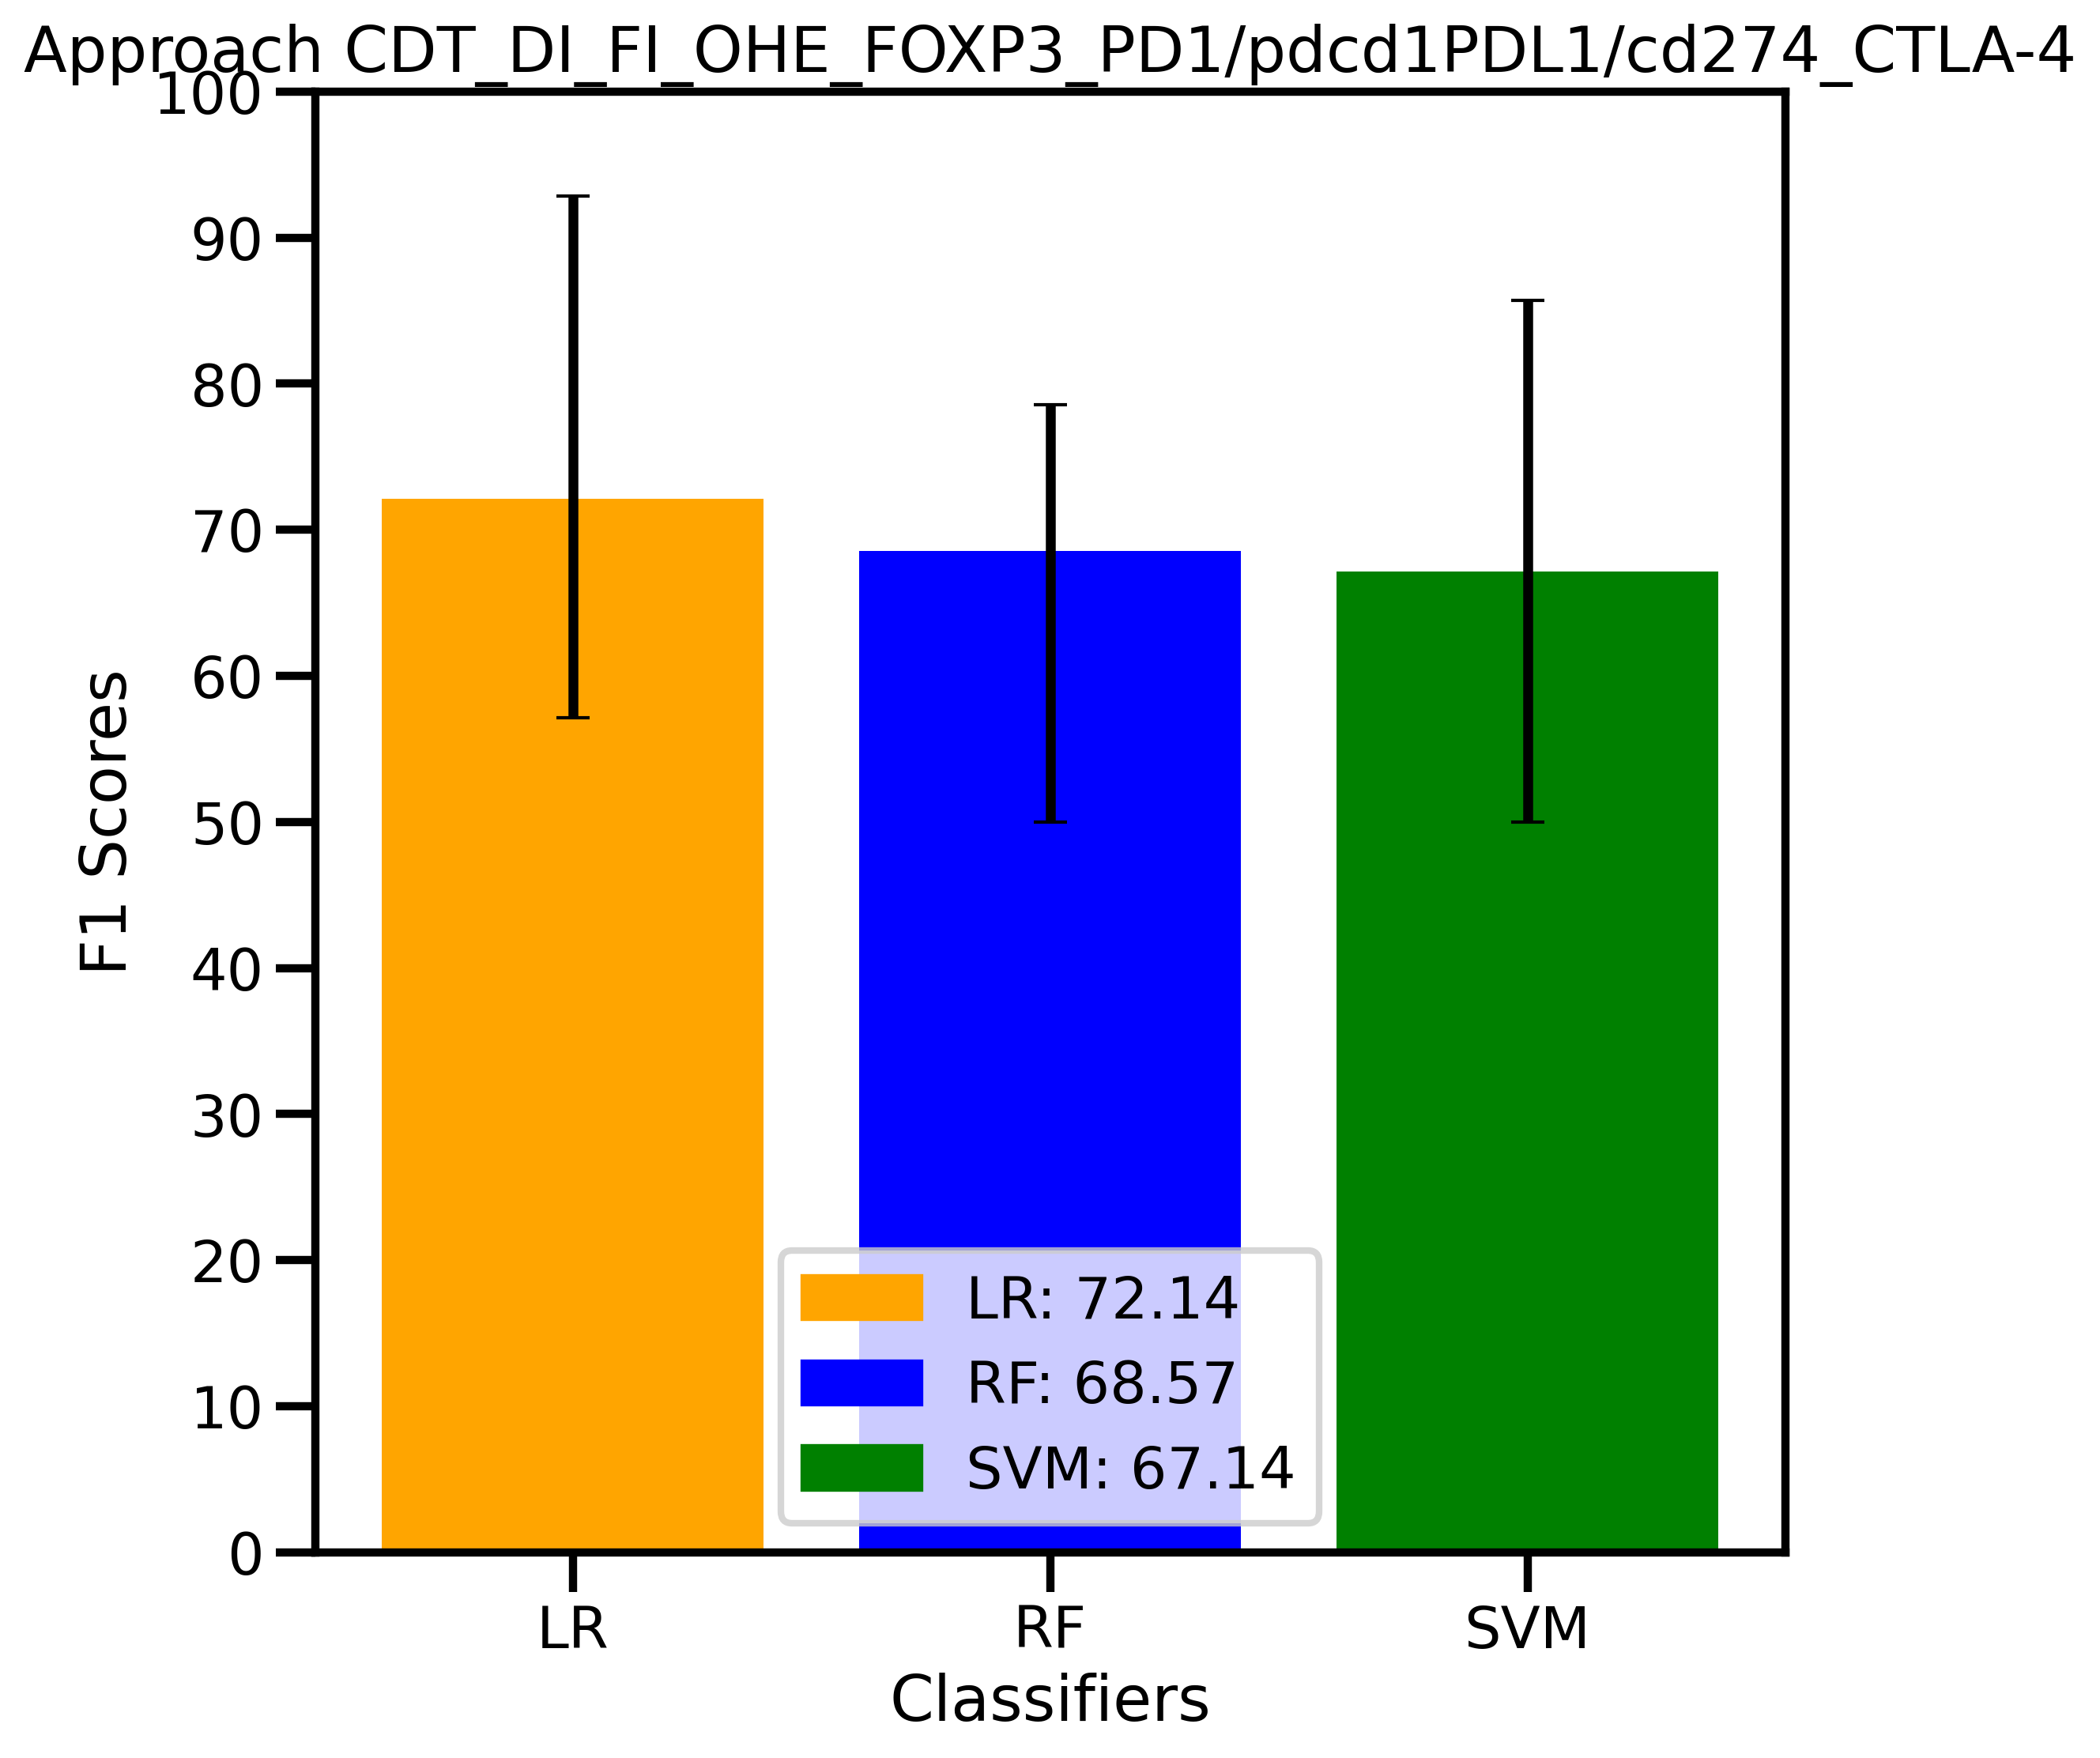 Approach CDT_DI_FI_OHE_FOXP3_PD1/pdcd1PDL1/cd274_CTLA-4
100
90
80
70
60
50
40
30
20
10
0
F1 Scores
LR: 72.14
RF: 68.57
SVM: 67.14
LR RF SVM
Classifiers